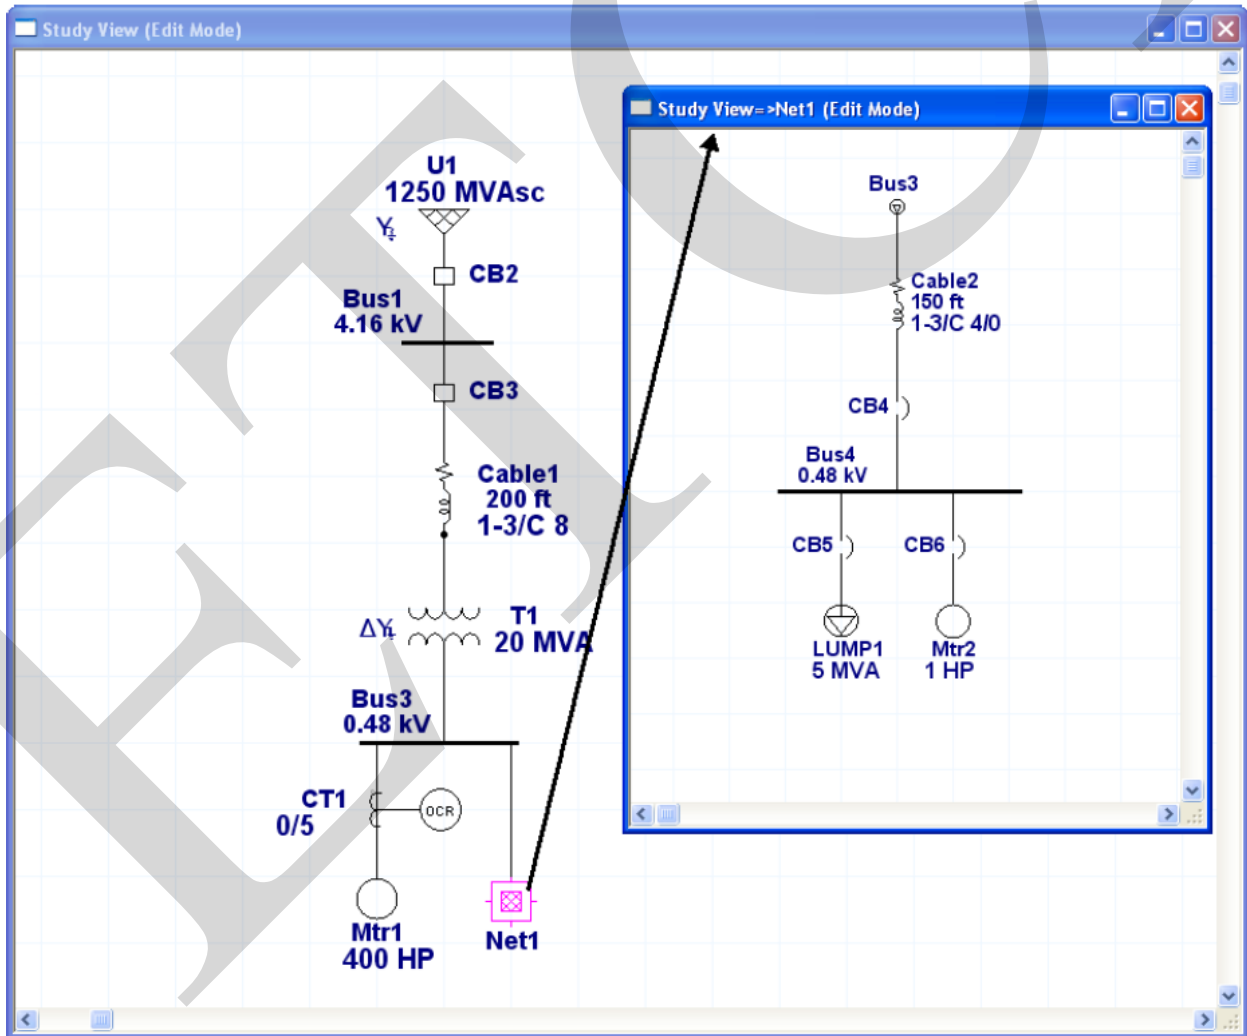 Study View (Edit Mode)
U1
1250 MVAsc
CB2
Bus1
4.16 kV
CB3
Cable1
200 ft
1-3/C 8
T1
20 MVA
Bus3
0.48 kV
CT1
0/5
OCR
Mtr1
400 HP
Net1
Study View=>Net1 (Edit Mode)
Bus3
Cable2
150 ft
1-3/C 4/0
CB4
Bus4
0.48 kV
CB5
CB6
LUMP1
5 MVA
Mtr2
1 HP
ETC